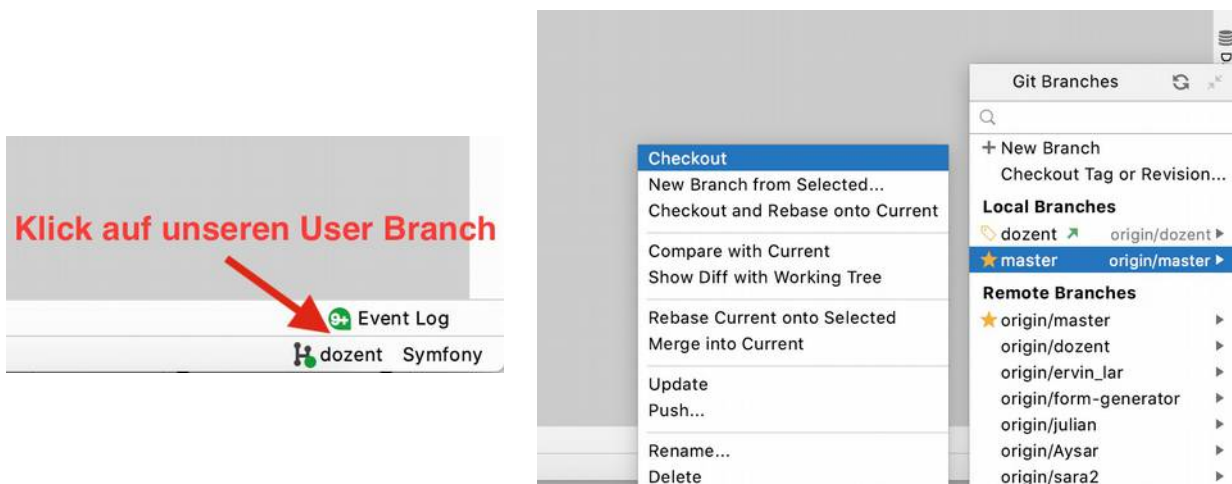 Klick auf unseren User Branch
9+ Event Log
dozent Symfony
D
Git Branches
+ New Branch
Checkout Tag or Revision...
Local Branches
dozent origin/dozent
master origin/master
Remote Branches
origin/master
origin/dozent
origin/ervin_lar
origin/form-generator
origin/julian
origin/Aysar
origin/sara2
Checkout
New Branch from Selected...
Checkout and Rebase onto Current
Compare with Current
Show Diff with Working Tree
Rebase Current onto Selected
Merge into Current
Update
Push...
Rename...
Delete